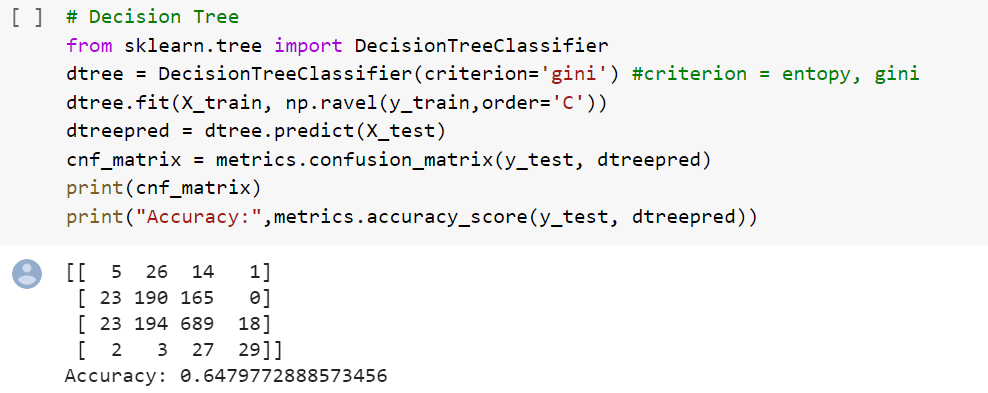 [ ] # Decision Tree
from sklearn.tree import DecisionTreeClassifier
dtree = DecisionTreeClassifier(criterion='gini') #criterion = entopy, gini
dtree.fit(X_train, np.ravel(y_train,order='C'))
dtreepred = dtree.predict(X_test)
cnf_matrix = metrics.confusion_matrix(y_test, dtreepred)
print(cnf_matrix)
print("Accuracy:",metrics.accuracy_score(y_test, dtreepred))
[[  5  26  14   1]
 [ 23 190 165   0]
 [ 23 194 689  18]
 [  2   3  27  29]]
Accuracy: 0.6479772888573456